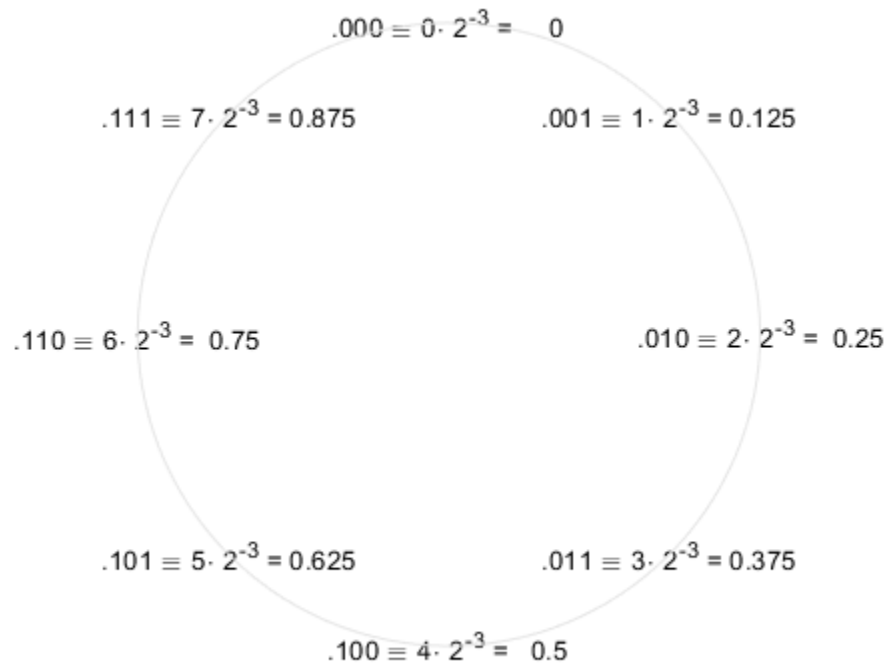 .000 ≡ 0· 2^-3 = 0
.111 ≡ 7· 2^-3 = 0.875
.001 ≡ 1· 2^-3 = 0.125
.110 ≡ 6· 2^-3 = 0.75
.010 ≡ 2· 2^-3 = 0.25
.101 ≡ 5· 2^-3 = 0.625
.011 ≡ 3· 2^-3 = 0.375
.100 ≡ 4· 2^-3 = 0.5